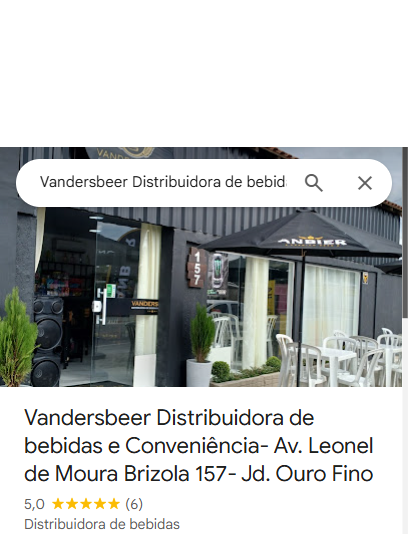 Vandersbeer Distribuidora de bebid
ANBIER
157
VANDERS
Vandersbeer Distribuidora de
bebidas e Conveniência- Av. Leonel
de Moura Brizola 157- Jd. Ouro Fino
5,0 ★★★★★ (6)
Distribuidora de bebidas